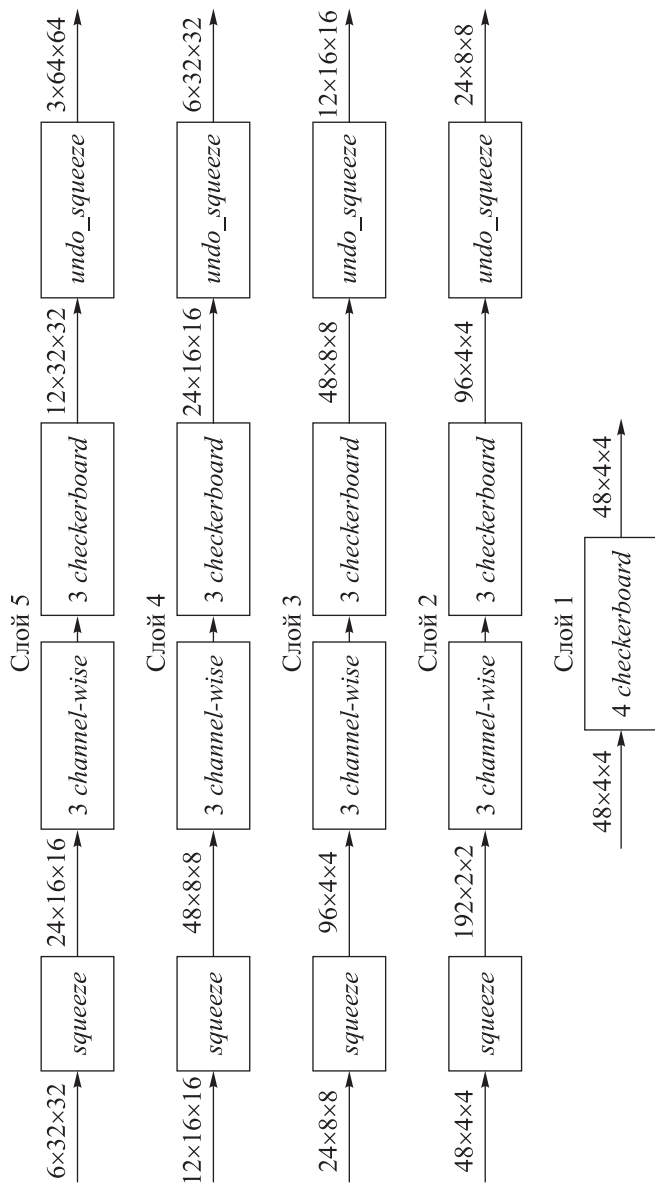 Слой 5
6×32×32
squeeze
24×16×16
3 channel-wise
3 checkerboard
12×32×32
undo_squeeze
3×64×64
Слой 4
12×16×16
squeeze
48×8×8
3 channel-wise
3 checkerboard
24×16×16
undo_squeeze
6×32×32
Слой 3
24×8×8
squeeze
96×4×4
3 channel-wise
3 checkerboard
48×8×8
undo_squeeze
12×16×16
Слой 2
48×4×4
squeeze
192×2×2
3 channel-wise
3 checkerboard
96×4×4
undo_squeeze
24×8×8
Слой 1
48×4×4
4 checkerboard
48×4×4